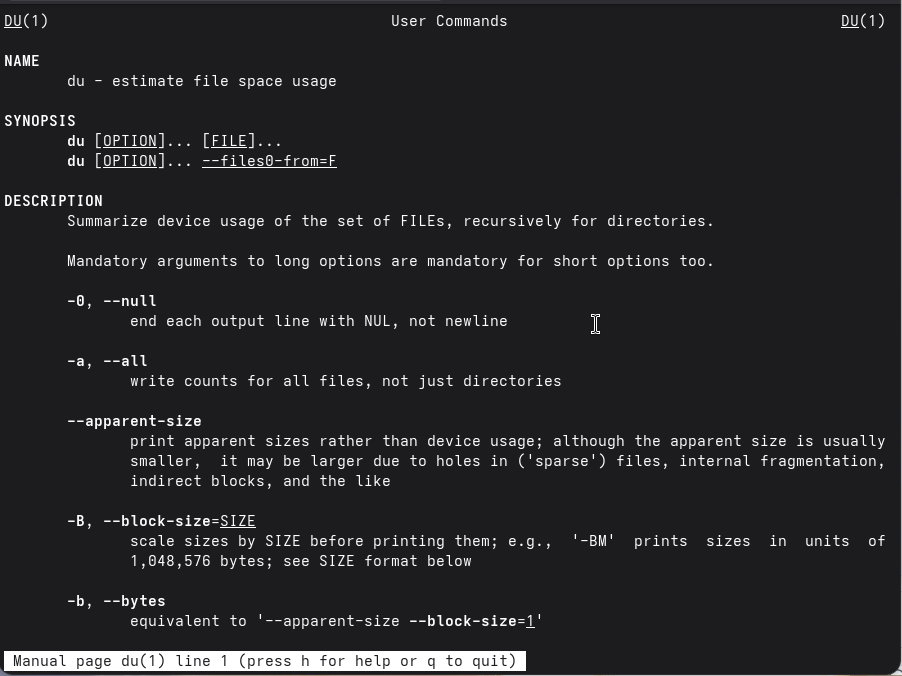 DU(1) User Commands DU(1)
NAME
du - estimate file space usage
SYNOPSIS
du [OPTION]... [FILE]...
du [OPTION]... --files0-from=F
DESCRIPTION
Summarize device usage of the set of FILEs, recursively for directories.
Mandatory arguments to long options are mandatory for short options too.
-0, --null
end each output line with NUL, not newline
-a, --all
write counts for all files, not just directories
--apparent-size
print apparent sizes rather than device usage; although the apparent size is usually
smaller, it may be larger due to holes in ('sparse') files, internal fragmentation,
indirect blocks, and the like
-B, --block-size=SIZE
scale sizes by SIZE before printing them; e.g., '-BM' prints sizes in units of
1,048,576 bytes; see SIZE format below
-b, --bytes
equivalent to '--apparent-size --block-size=1'
Manual page du(1) line 1 (press h for help or q to quit)